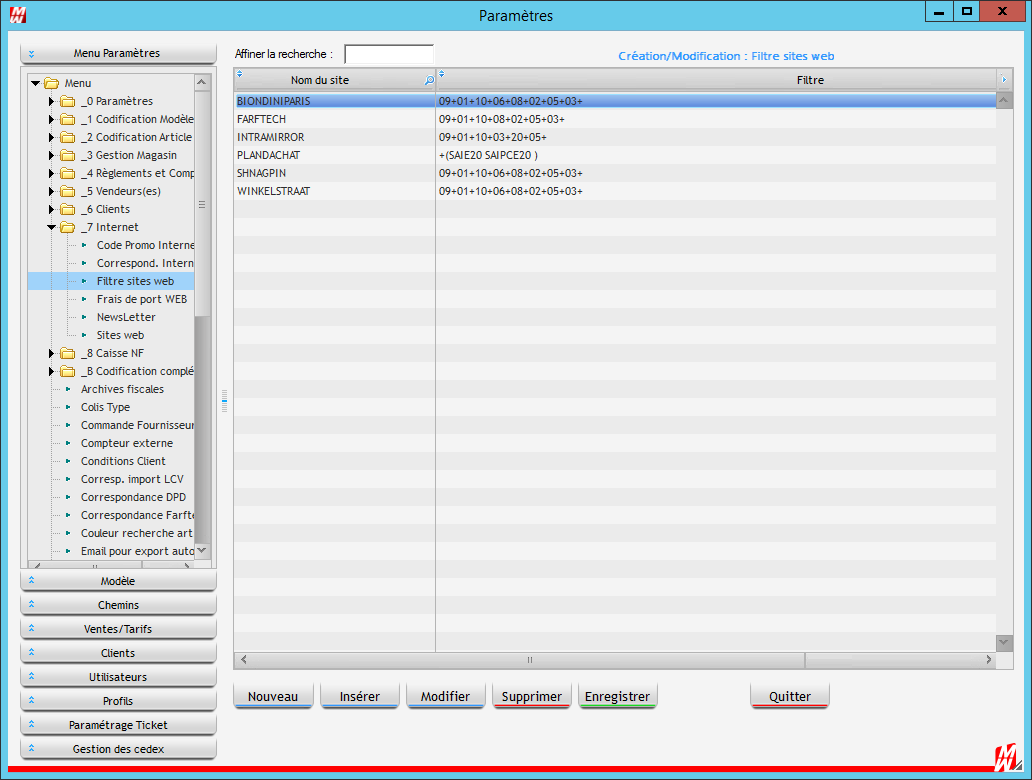 Paramètres
Menu Paramètres
Menu
_0 Paramètres
_1 Codification Modèle
_2 Codification Article
_3 Gestion Magasin
_4 Règlements et Comp
_5 Vendeurs(es)
_6 Clients
_7 Internet
Code Promo Interne
Correspond. Intern
Filtre sites web
Frais de port WEB
NewsLetter
Sites web
_8 Caisse NF
_B Codification complé
Archives fiscales
Colis Type
Commande Fournisseur
Compteur externe
Conditions Client
Corresp. import LCV
Correspondance DPD
Correspondance Farfte
Couleur recherche art
Email pour export auto
Modèle
Chemins
Ventes/Tarifs
Clients
Utilisateurs
Profils
Paramétrage Ticket
Gestion des cedex
Affiner la recherche :
Création/Modification : Filtre sites web
Nom du site Filtre
BIONDINIPARIS 09+01+10+06+08+02+05+03+
FARFTECH 09+01+10+08+02+05+03+
INTRAMIRROR 09+01+10+03+20+05+
PLANDACHAT +(SAIE20 SAIPCE20 )
SHNAGPIN 09+01+10+06+08+02+05+03+
WINKELSTRAAT 09+01+10+06+08+02+05+03+
Nouveau Insérer Modifier Supprimer Enregistrer Quitter